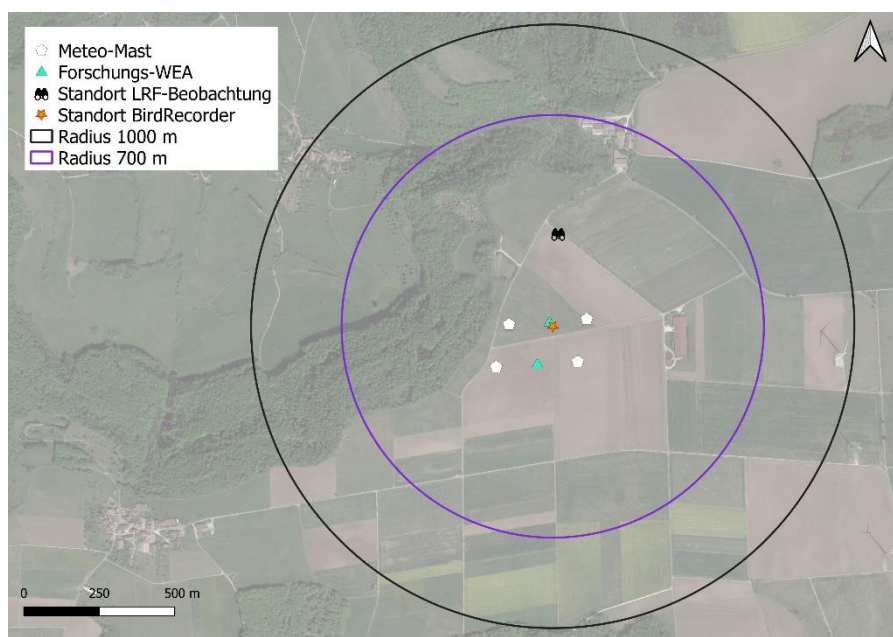 Meteo-Mast
Forschungs-WEA
Standort LRF-Beobachtung
Standort BirdRecorder
Radius 1000 m
Radius 700 m
0 250 500 m